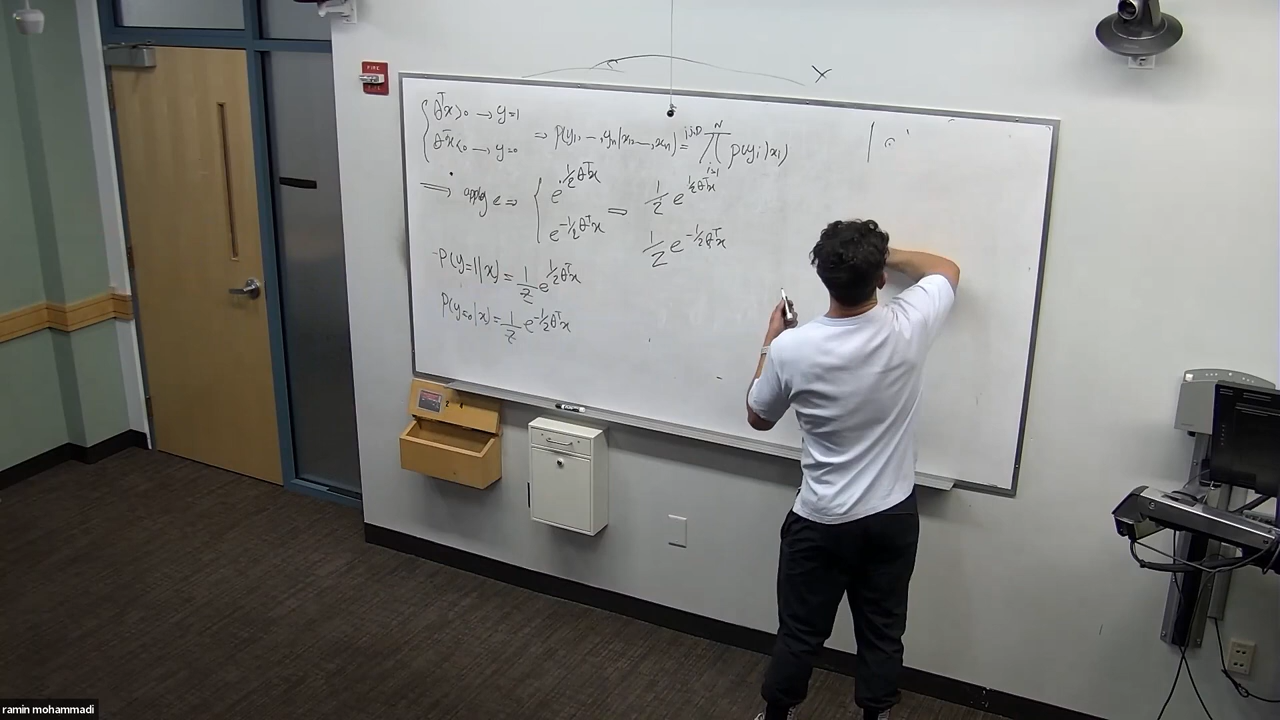 θᵀx>0 → y=1
θᵀx<0 → y=0 ⇒ P(y₁, —, yₙ|x₁, —, xₙ) =^{i.i.D} ∏_{i=1}^{N} P(yᵢ|xᵢ)
⇒ apply e ⇒ { e^{½θᵀx} = 1/Z e^{½θᵀx}
e^{-½θᵀx} 1/Z e^{-½θᵀx}
P(y=1|x) = 1/Z e^{½θᵀx}
P(y=0|x) = 1/Z e^{-½θᵀx}
FIRE
ramin mohammadi